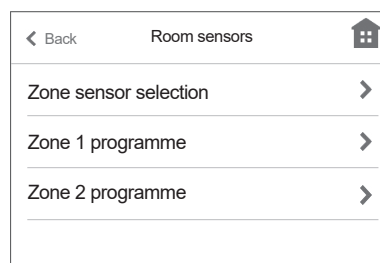 Back Room sensors
Zone sensor selection
Zone 1 programme
Zone 2 programme